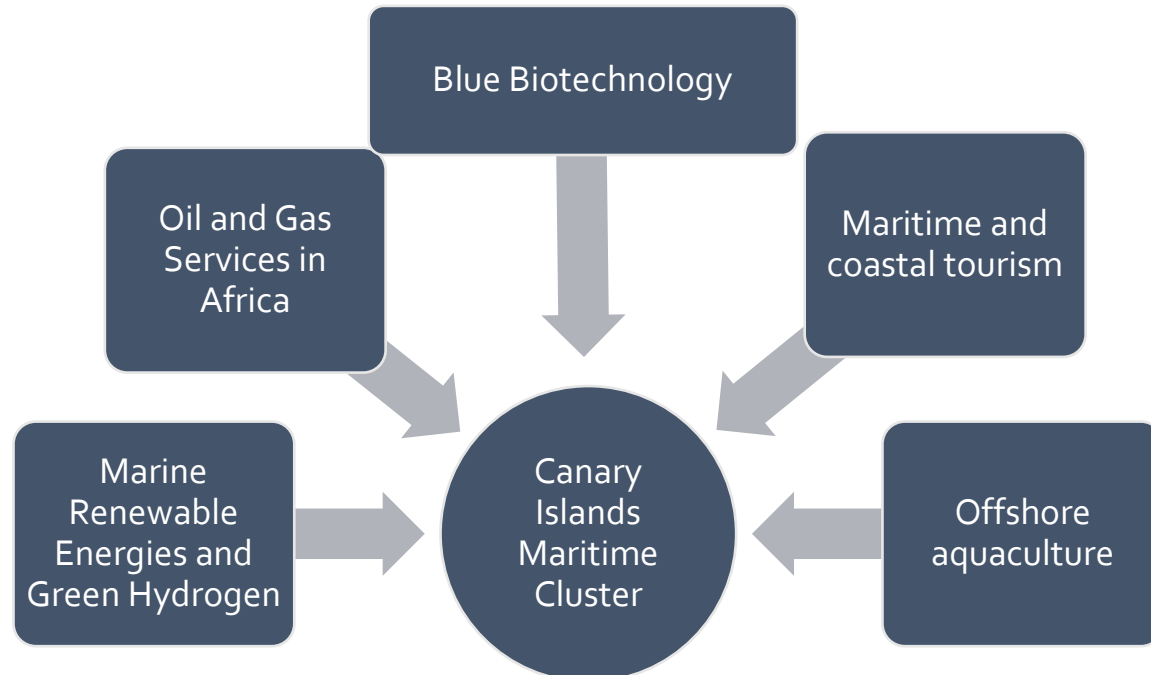 Blue Biotechnology
Oil and Gas
Services in
Africa
Maritime and
coastal tourism
Marine
Renewable
Energies and
Green Hydrogen
Canary
Islands
Maritime
Cluster
Offshore
aquaculture